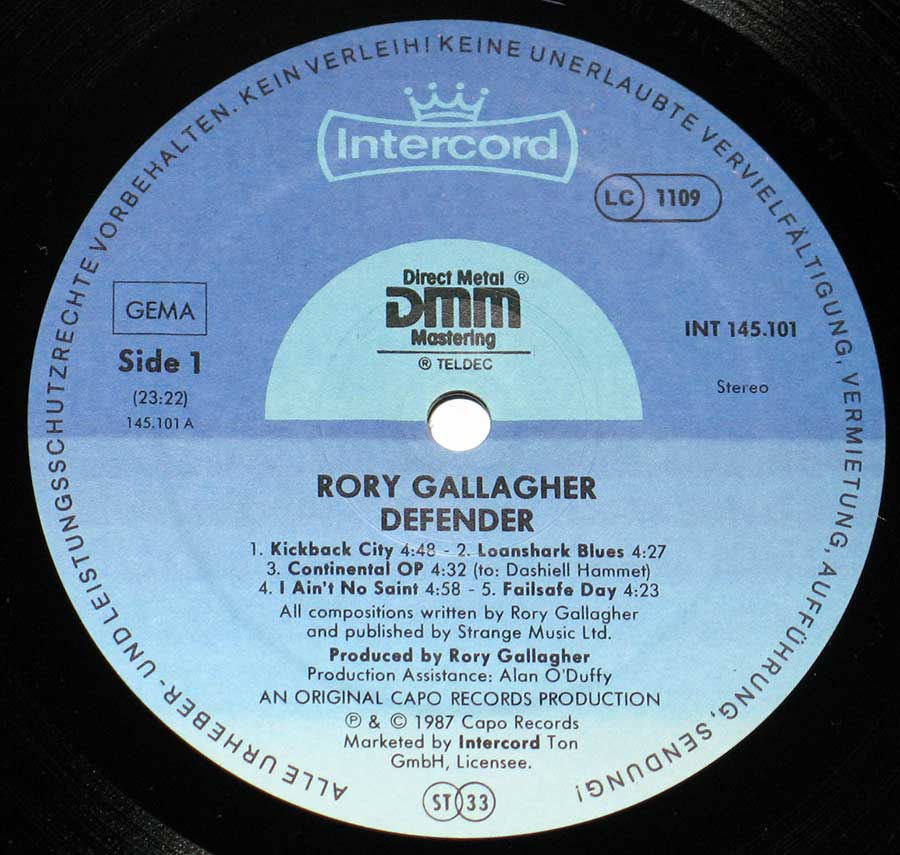 ALLE URHEBER- UND LEISTUNGSSCHUTZRECHTE VORBEHALTEN. KEIN VERLEIH! KEINE UNERLAUBTE VERVIELFÄLTIGUNG, VERMIETUNG, AUFFÜHRUNG, SENDUNG!
Intercord
LC 1109
Direct Metal ®
DMM
Mastering
® TELDEC
GEMA
Side 1
(23:22)
145.101 A
INT 145.101
Stereo
RORY GALLAGHER
DEFENDER
1. Kickback City 4:48 - 2. Loanshark Blues 4:27
3. Continental OP 4:32 (to: Dashiell Hammet)
4. I Ain't No Saint 4:58 - 5. Failsafe Day 4:23
All compositions written by Rory Gallagher
and published by Strange Music Ltd.
Produced by Rory Gallagher
Production Assistance: Alan O'Duffy
AN ORIGINAL CAPO RECORDS PRODUCTION
℗ & © 1987 Capo Records
Marketed by Intercord Ton
GmbH, Licensee.
ST 33